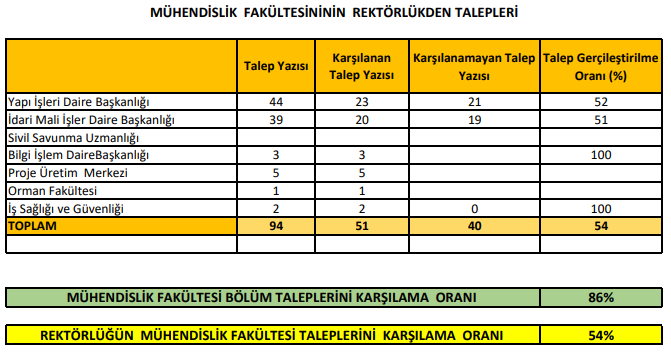 MÜHENDİSLİK FAKÜLTESİNİNİN REKTÖRLÜKDEN TALEPLERİ
Talep Yazısı Karşılanan Talep Yazısı Karşılanamayan Talep Yazısı Talep Gerçileştirilme Oranı (%)
Yapı İşleri Daire Başkanlığı 44 23 21 52
İdari Mali İşler Daire Başkanlığı 39 20 19 51
Sivil Savunma Uzmanlığı
Bilgi İşlem DaireBaşkanlığı 3 3 100
Proje Üretim Merkezi 5 5
Orman Fakültesi 1 1
İş Sağlığı ve Güvenliği 2 2 0 100
TOPLAM 94 51 40 54
MÜHENDİSLİK FAKÜLTESİ BÖLÜM TALEPLERİNİ KARŞILAMA ORANI 86%
REKTÖRLÜĞÜN MÜHENDİSLİK FAKÜLTESİ TALEPLERİNİ KARŞILAMA ORANI 54%